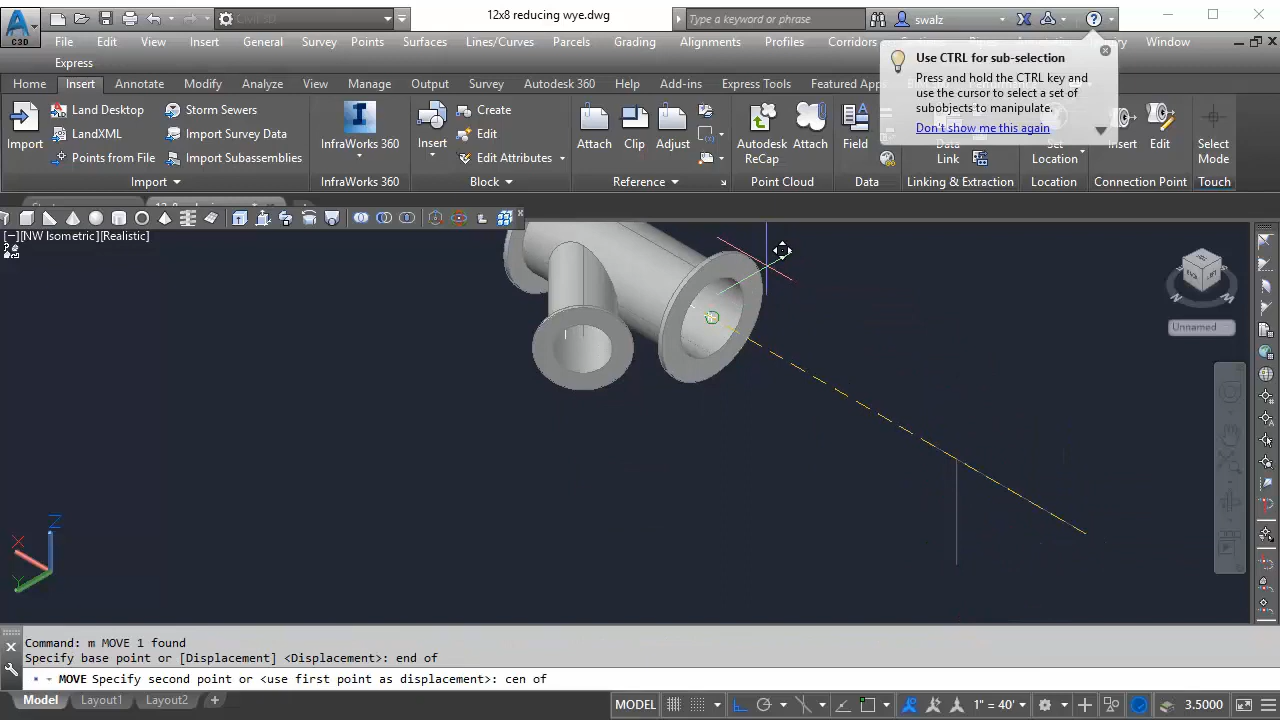 12x8 reducing wye.dwg
Type a keyword or phrase
swalz
C3D
File Edit View Insert General Survey Points Surfaces Lines/Curves Parcels Grading Alignments Profiles Corridors Window
Express
Use CTRL for sub-selection
Press and hold the CTRL key and
use the cursor to select a set of
subobjects to manipulate.
Don't show me this again
Home Insert Annotate Modify Analyze View Manage Output Survey Autodesk 360 Add-ins Express Tools Featured Apps
Import
Land Desktop
LandXML
Points from File
Storm Sewers
Import Survey Data
Import Subassemblies
InfraWorks 360
Insert
Create
Edit
Edit Attributes
Attach
Clip
Adjust
Autodesk ReCap
Attach
Field
Data Link
Set Location
Insert
Edit
Select Mode
Import
InfraWorks 360
Block
Reference
Point Cloud
Data
Linking & Extraction
Location
Connection Point
Touch
[−][NW Isometric][Realistic]
N
W
Unnamed
Z
X
Y
Command: m MOVE 1 found
Specify base point or [Displacement] <Displacement>: end of
MOVE Specify second point or <use first point as displacement>: cen of
Model Layout1 Layout2 +
MODEL
1" = 40'
3.5000